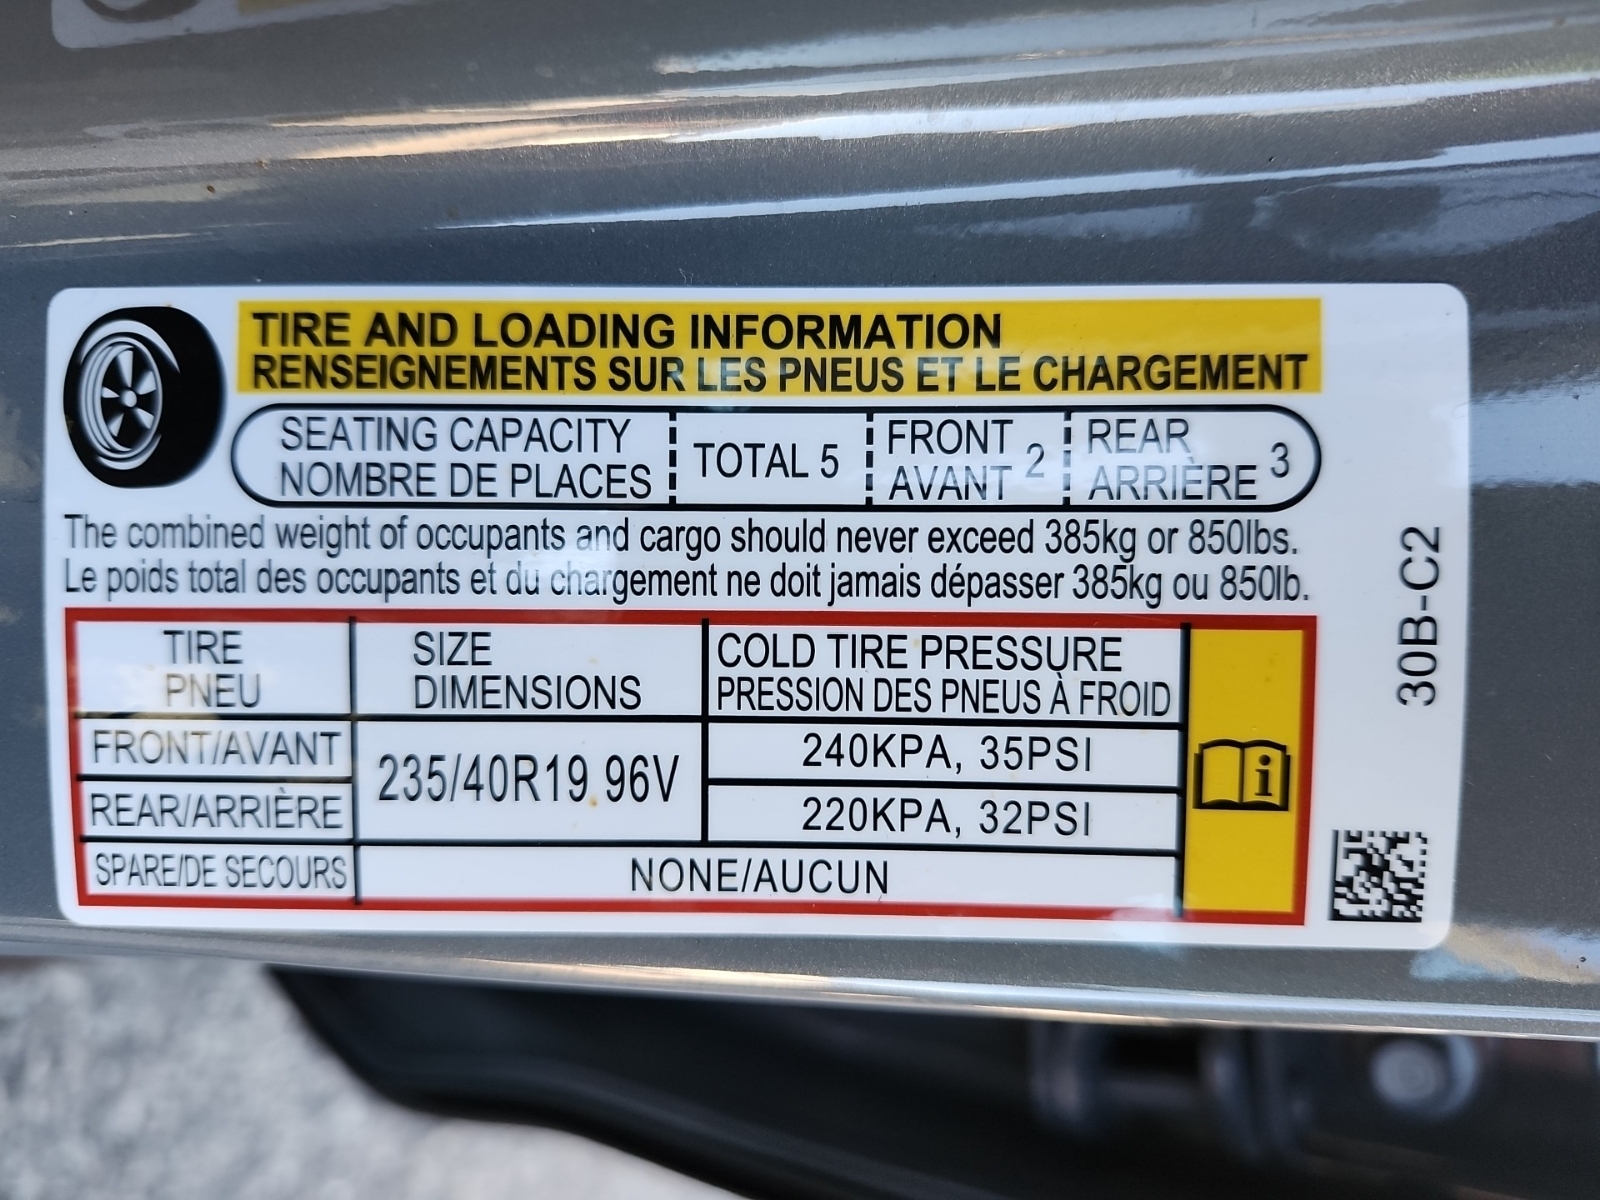 TIRE AND LOADING INFORMATION
RENSEIGNEMENTS SUR LES PNEUS ET LE CHARGEMENT
SEATING CAPACITY
NOMBRE DE PLACES
TOTAL 5
FRONT
AVANT 2
REAR
ARRIÈRE 3
The combined weight of occupants and cargo should never exceed 385kg or 850lbs.
Le poids total des occupants et du chargement ne doit jamais dépasser 385kg ou 850lb.
TIRE
PNEU
SIZE
DIMENSIONS
COLD TIRE PRESSURE
PRESSION DES PNEUS À FROID
FRONT/AVANT
235/40R19 96V
240KPA, 35PSI
REAR/ARRIÈRE
220KPA, 32PSI
SPARE/DE SECOURS
NONE/AUCUN
i
30B-C2